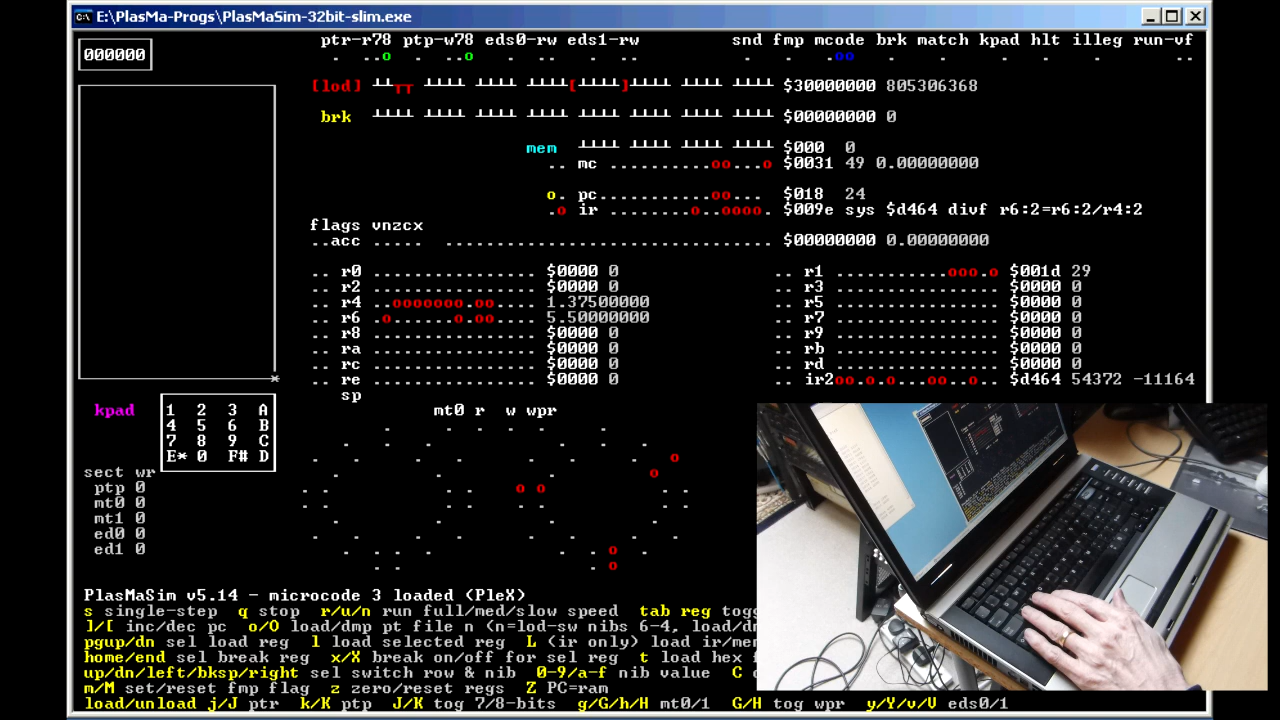 E:\PlasMa-Progs\PlasMaSim-32bit-slim.exe
000000 ptr-r78 ptp-w78 eds0-rw eds1-rw snd fmp mcode brk match kpad hlt illeg run-vf
[lod] $30000000 805306368
brk $00000000 0
mem $000 0
mc $0031 49 0.00000000
pc $018 24
ir $009e sys $d464 divf r6:2=r6:2/r4:2
flags vnzcx
acc $00000000 0.00000000
r0 $0000 0 r1 $001d 29
r2 $0000 0 r3 $0000 0
r4 1.37500000 r5 $0000 0
r6 5.50000000 r7 $0000 0
r8 $0000 0 r9 $0000 0
ra $0000 0 rb $0000 0
rc $0000 0 rd $0000 0
re $0000 0 ir2 $d464 54372 -11164
sp
kpad 1 2 3 A mt0 r w wpr
4 5 6 B
7 8 9 C
E* 0 F# D
sect wr
ptp 0
mt0 0
mt1 0
ed0 0
ed1 0
PlasMaSim v5.14 - microcode 3 loaded (PleX)
s single-step q stop r/u/n run full/med/slow speed tab reg togg
]/[ inc/dec pc o/O load/dmp pt file n (n=lod-sw nibs 6-4, load/dm
pgup/dn sel load reg l load selected reg L (ir only) load ir/mem
home/end sel break reg x/X break on/off for sel reg t load hex f
up/dn/left/bksp/right sel switch row & nib 0-9/a-f nib value C c
m/M set/reset fmp flag z zero/reset regs Z PC=ram
load/unload j/J ptr k/K ptp J/K tog 7/8-bits g/G/h/H mt0/1 G/H tog wpr y/Y/v/V eds0/1